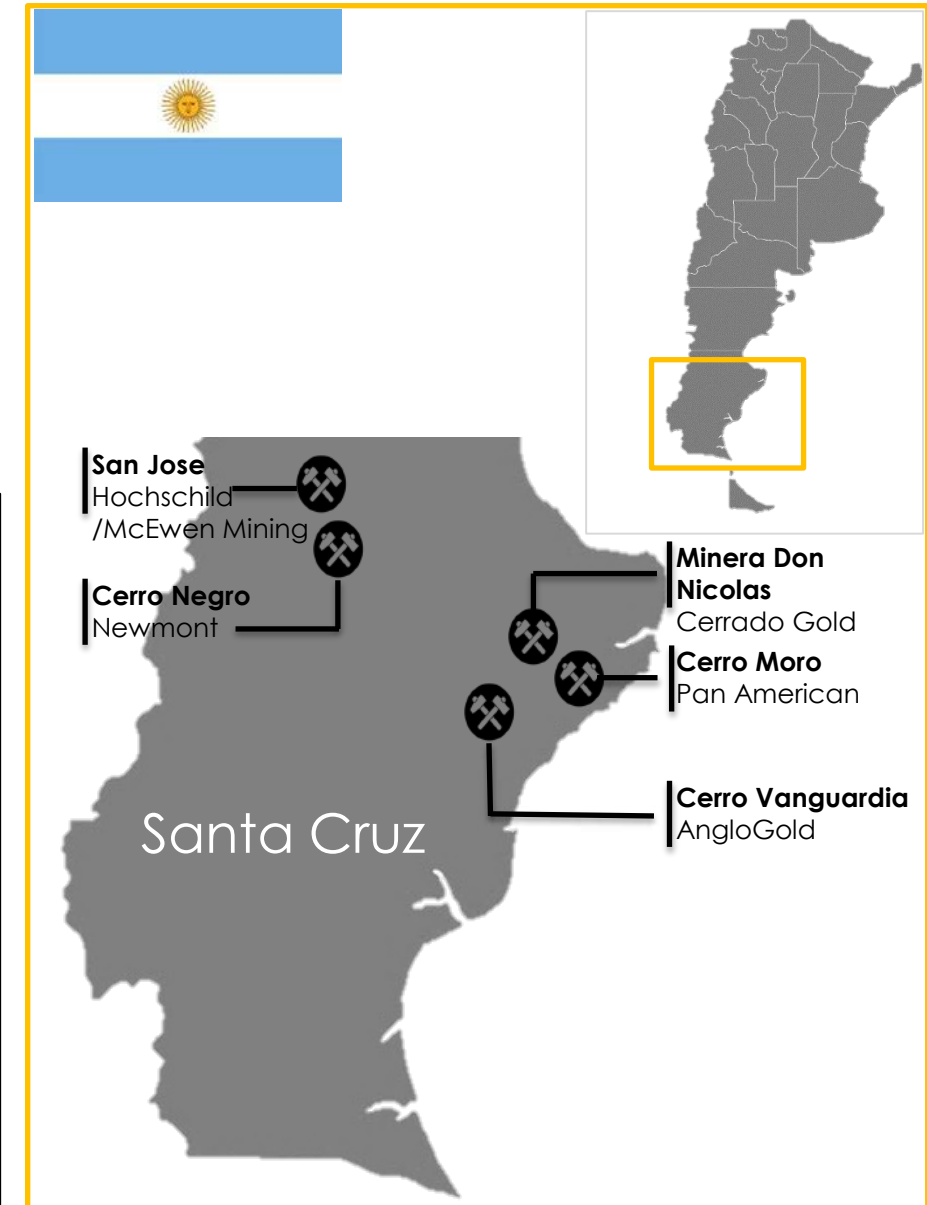 San Jose
Hochschild
/McEwen Mining
Cerro Negro
Newmont
Minera Don
Nicolas
Cerrado Gold
Cerro Moro
Pan American
Cerro Vanguardia
AngloGold
Santa Cruz